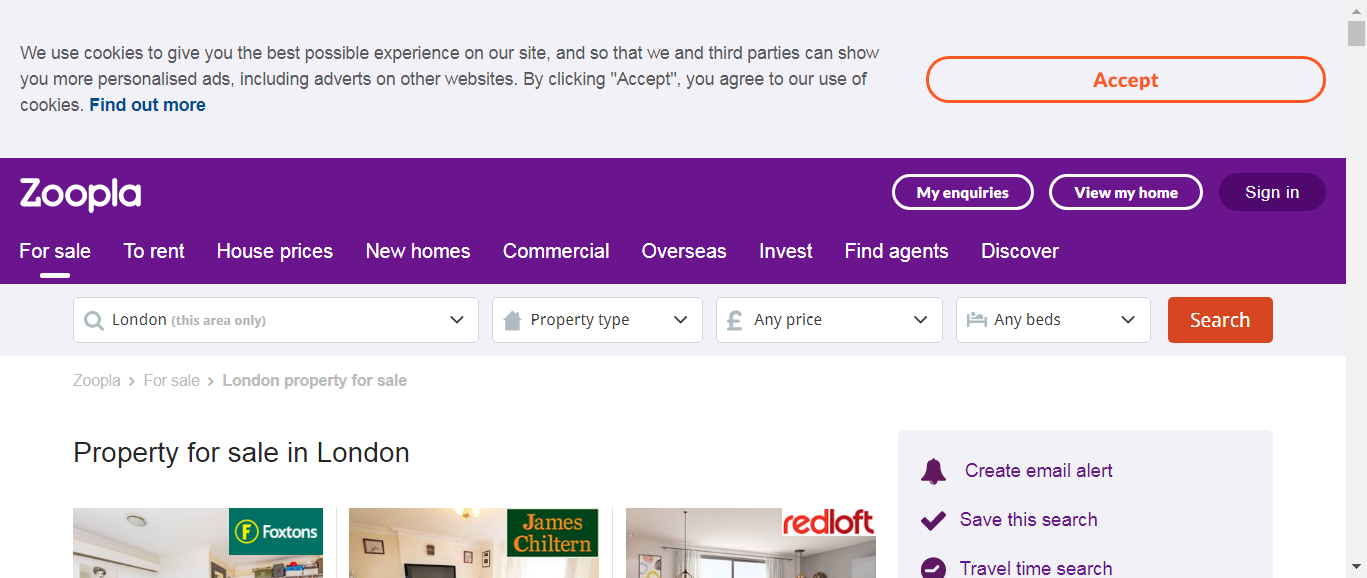 We use cookies to give you the best possible experience on our site, and so that we and third parties can show
you more personalised ads, including adverts on other websites. By clicking "Accept", you agree to our use of
cookies. Find out more
Accept
Zoopla
My enquiries
View my home
Sign in
For sale
To rent
House prices
New homes
Commercial
Overseas
Invest
Find agents
Discover
London (this area only)
Property type
£ Any price
Any beds
Search
Zoopla > For sale > London property for sale
Property for sale in London
F Foxtons
James
Chiltern
redloft
Create email alert
Save this search
Travel time search